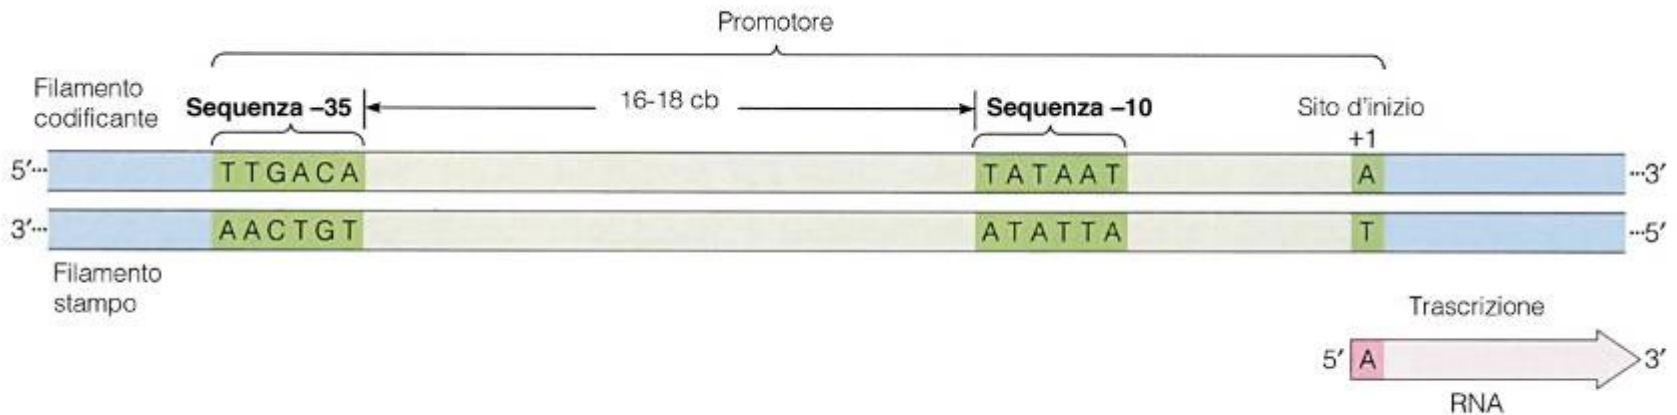 Promotore
Filamento
codificante
Sequenza –35
16-18 cb
Sequenza –10
Sito d'inizio
+1
5′··· TTGACA TATAAT A ···3′
3′··· AACTGT ATATTA T ···5′
Filamento
stampo
Trascrizione
5′ A 3′
RNA